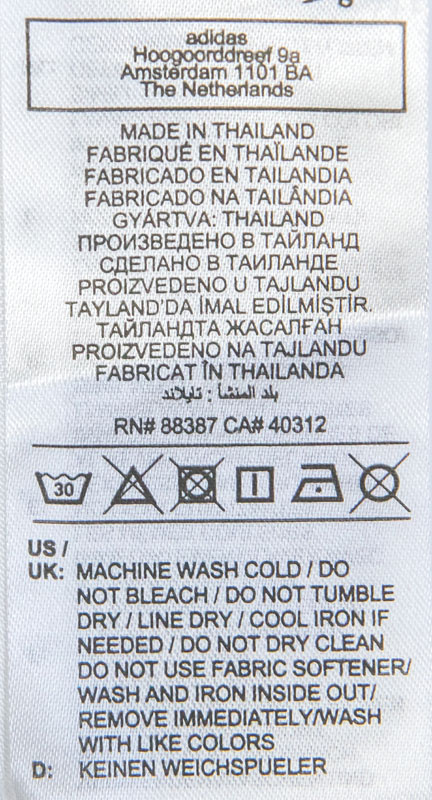 adidas
Hoogoorddreef 9a
Amsterdam 1101 BA
The Netherlands
MADE IN THAILAND
FABRIQUÉ EN THAÏLANDE
FABRICADO EN TAILANDIA
FABRICADO NA TAILÂNDIA
GYÁRTVA: THAILAND
ПРОИЗВЕДЕНО В ТАЙЛАНД
СДЕЛАНО В ТАИЛАНДЕ
PROIZVEDENO U TAJLANDU
TAYLAND'DA İMAL EDİLMİŞTİR.
ТАЙЛАНДТА ЖАСАЛҒАН
PROIZVEDENO NA TAJLANDU
FABRICAT ÎN THAILANDA
بلد المنشأ : تايلاند
RN# 88387 CA# 40312
30
US /
UK: MACHINE WASH COLD / DO
NOT BLEACH / DO NOT TUMBLE
DRY / LINE DRY / COOL IRON IF
NEEDED / DO NOT DRY CLEAN
DO NOT USE FABRIC SOFTENER/
WASH AND IRON INSIDE OUT/
REMOVE IMMEDIATELY/WASH
WITH LIKE COLORS
D: KEINEN WEICHSPUELER